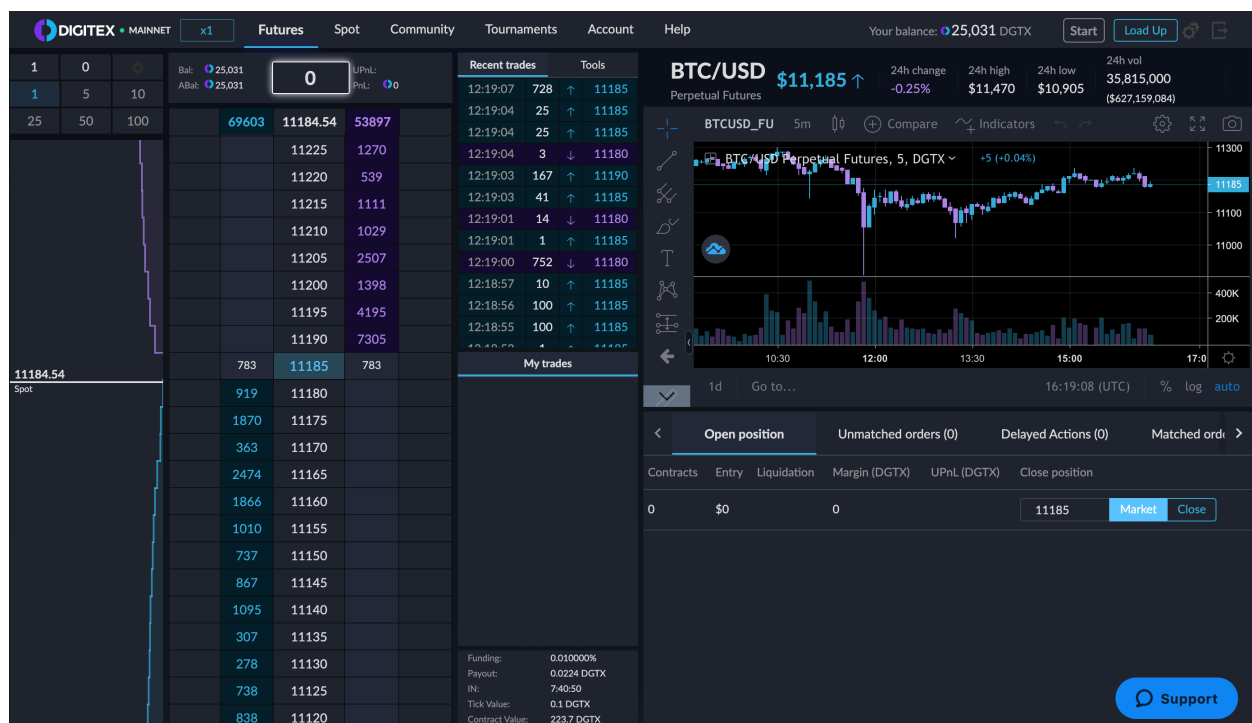 DIGITEX • MAINNET x1 Futures Spot Community Tournaments Account Help Your balance: 25,031 DGTX Start Load Up
1 0
1 5 10
25 50 100
11184.54
Spot
Bal: 25,031 0 UPnL:
ABal: 25,031 PnL: 0
69603 11184.54 53897
11225 1270
11220 539
11215 1111
11210 1029
11205 2507
11200 1398
11195 4195
11190 7305
783 11185 783
919 11180
1870 11175
363 11170
2474 11165
1866 11160
1010 11155
737 11150
867 11145
1095 11140
307 11135
278 11130
738 11125
838 11120
Recent trades Tools
12:19:07 728 ↑ 11185
12:19:04 25 ↑ 11185
12:19:04 25 ↑ 11185
12:19:04 3 ↓ 11180
12:19:03 167 ↑ 11190
12:19:03 41 ↑ 11185
12:19:01 14 ↓ 11180
12:19:01 1 ↑ 11185
12:19:00 752 ↓ 11180
12:18:57 10 ↑ 11185
12:18:56 100 ↑ 11185
12:18:55 100 ↑ 11185
My trades
Funding: 0.010000%
Payout: 0.0224 DGTX
IN: 7:40:50
Tick Value: 0.1 DGTX
Contract Value: 223.7 DGTX
BTC/USD
Perpetual Futures
$11,185 ↑
24h change
-0.25%
24h high
$11,470
24h low
$10,905
24h vol
35,815,000
($627,159,084)
BTCUSD_FU 5m Compare Indicators
BTC/USD Perpetual Futures, 5, DGTX +5 (+0.04%)
11300
11185
11100
11000
400K
200K
10:30 12:00 13:30 15:00 17:0
1d Go to... 16:19:08 (UTC) % log auto
Open position Unmatched orders (0) Delayed Actions (0) Matched orde
Contracts Entry Liquidation Margin (DGTX) UPnL (DGTX) Close position
0 $0 0 11185 Market Close
Support